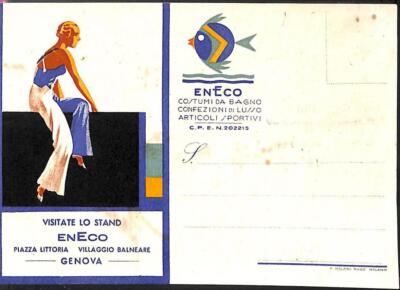 VISITATE LO STAND
ENECO
PIAZZA LITTORIA VILLAGGIO BALNEARE
GENOVA
ENECO
COSTUMI DA BAGNO
CONFEZIONI DI LUSSO
ARTICOLI SPORTIVI
C. P. E. N. 202215
S.